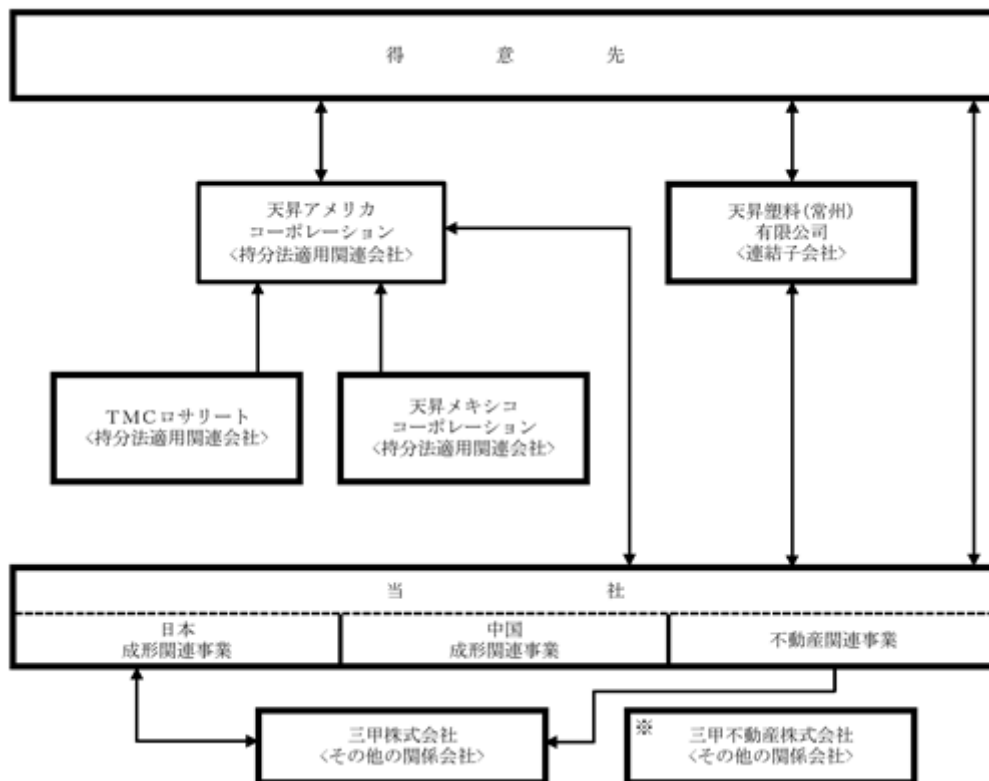 得意先
天昇アメリカ
コーポレーション
<持分法適用関連会社>
天昇塑料(常州)
有限公司
<連結子会社>
TMCロサリート
<持分法適用関連会社>
天昇メキシコ
コーポレーション
<持分法適用関連会社>
当社
日本
成形関連事業
中国
成形関連事業
不動産関連事業
三甲株式会社
<その他の関係会社>
※
三甲不動産株式会社
<その他の関係会社>